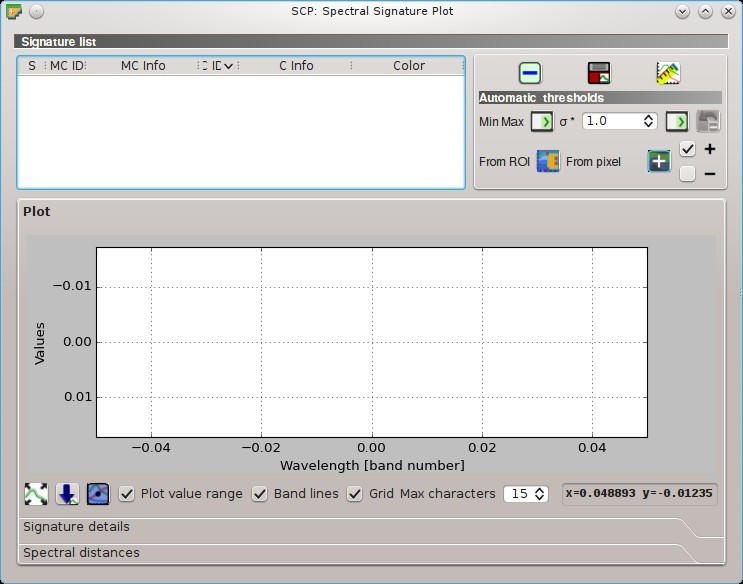 SCP: Spectral Signature Plot
Signature list
S MC ID MC Info C ID C Info Color
Automatic thresholds
Min Max σ* 1.0
From ROI From pixel +
−
Plot
−0.01
0.00
0.01
Values
−0.04 −0.02 0.00 0.02 0.04
Wavelength [band number]
Plot value range Band lines Grid Max characters 15 x=0.048893 y=-0.01235
Signature details
Spectral distances